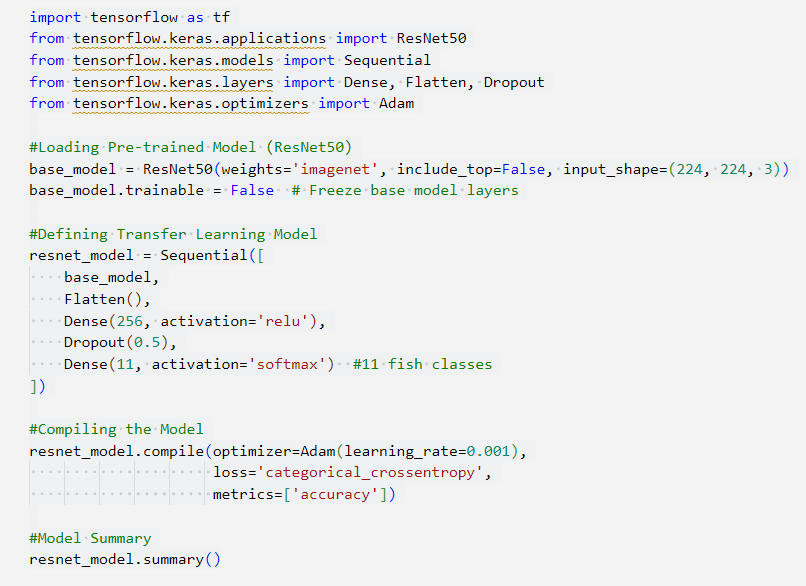 import tensorflow as tf
from tensorflow.keras.applications import ResNet50
from tensorflow.keras.models import Sequential
from tensorflow.keras.layers import Dense, Flatten, Dropout
from tensorflow.keras.optimizers import Adam

#Loading Pre-trained Model (ResNet50)
base_model = ResNet50(weights='imagenet', include_top=False, input_shape=(224, 224, 3))
base_model.trainable = False  # Freeze base model layers

#Defining Transfer Learning Model
resnet_model = Sequential([
    base_model,
    Flatten(),
    Dense(256, activation='relu'),
    Dropout(0.5),
    Dense(11, activation='softmax')  #11 fish classes
])

#Compiling the Model
resnet_model.compile(optimizer=Adam(learning_rate=0.001),
                     loss='categorical_crossentropy',
                     metrics=['accuracy'])

#Model Summary
resnet_model.summary()